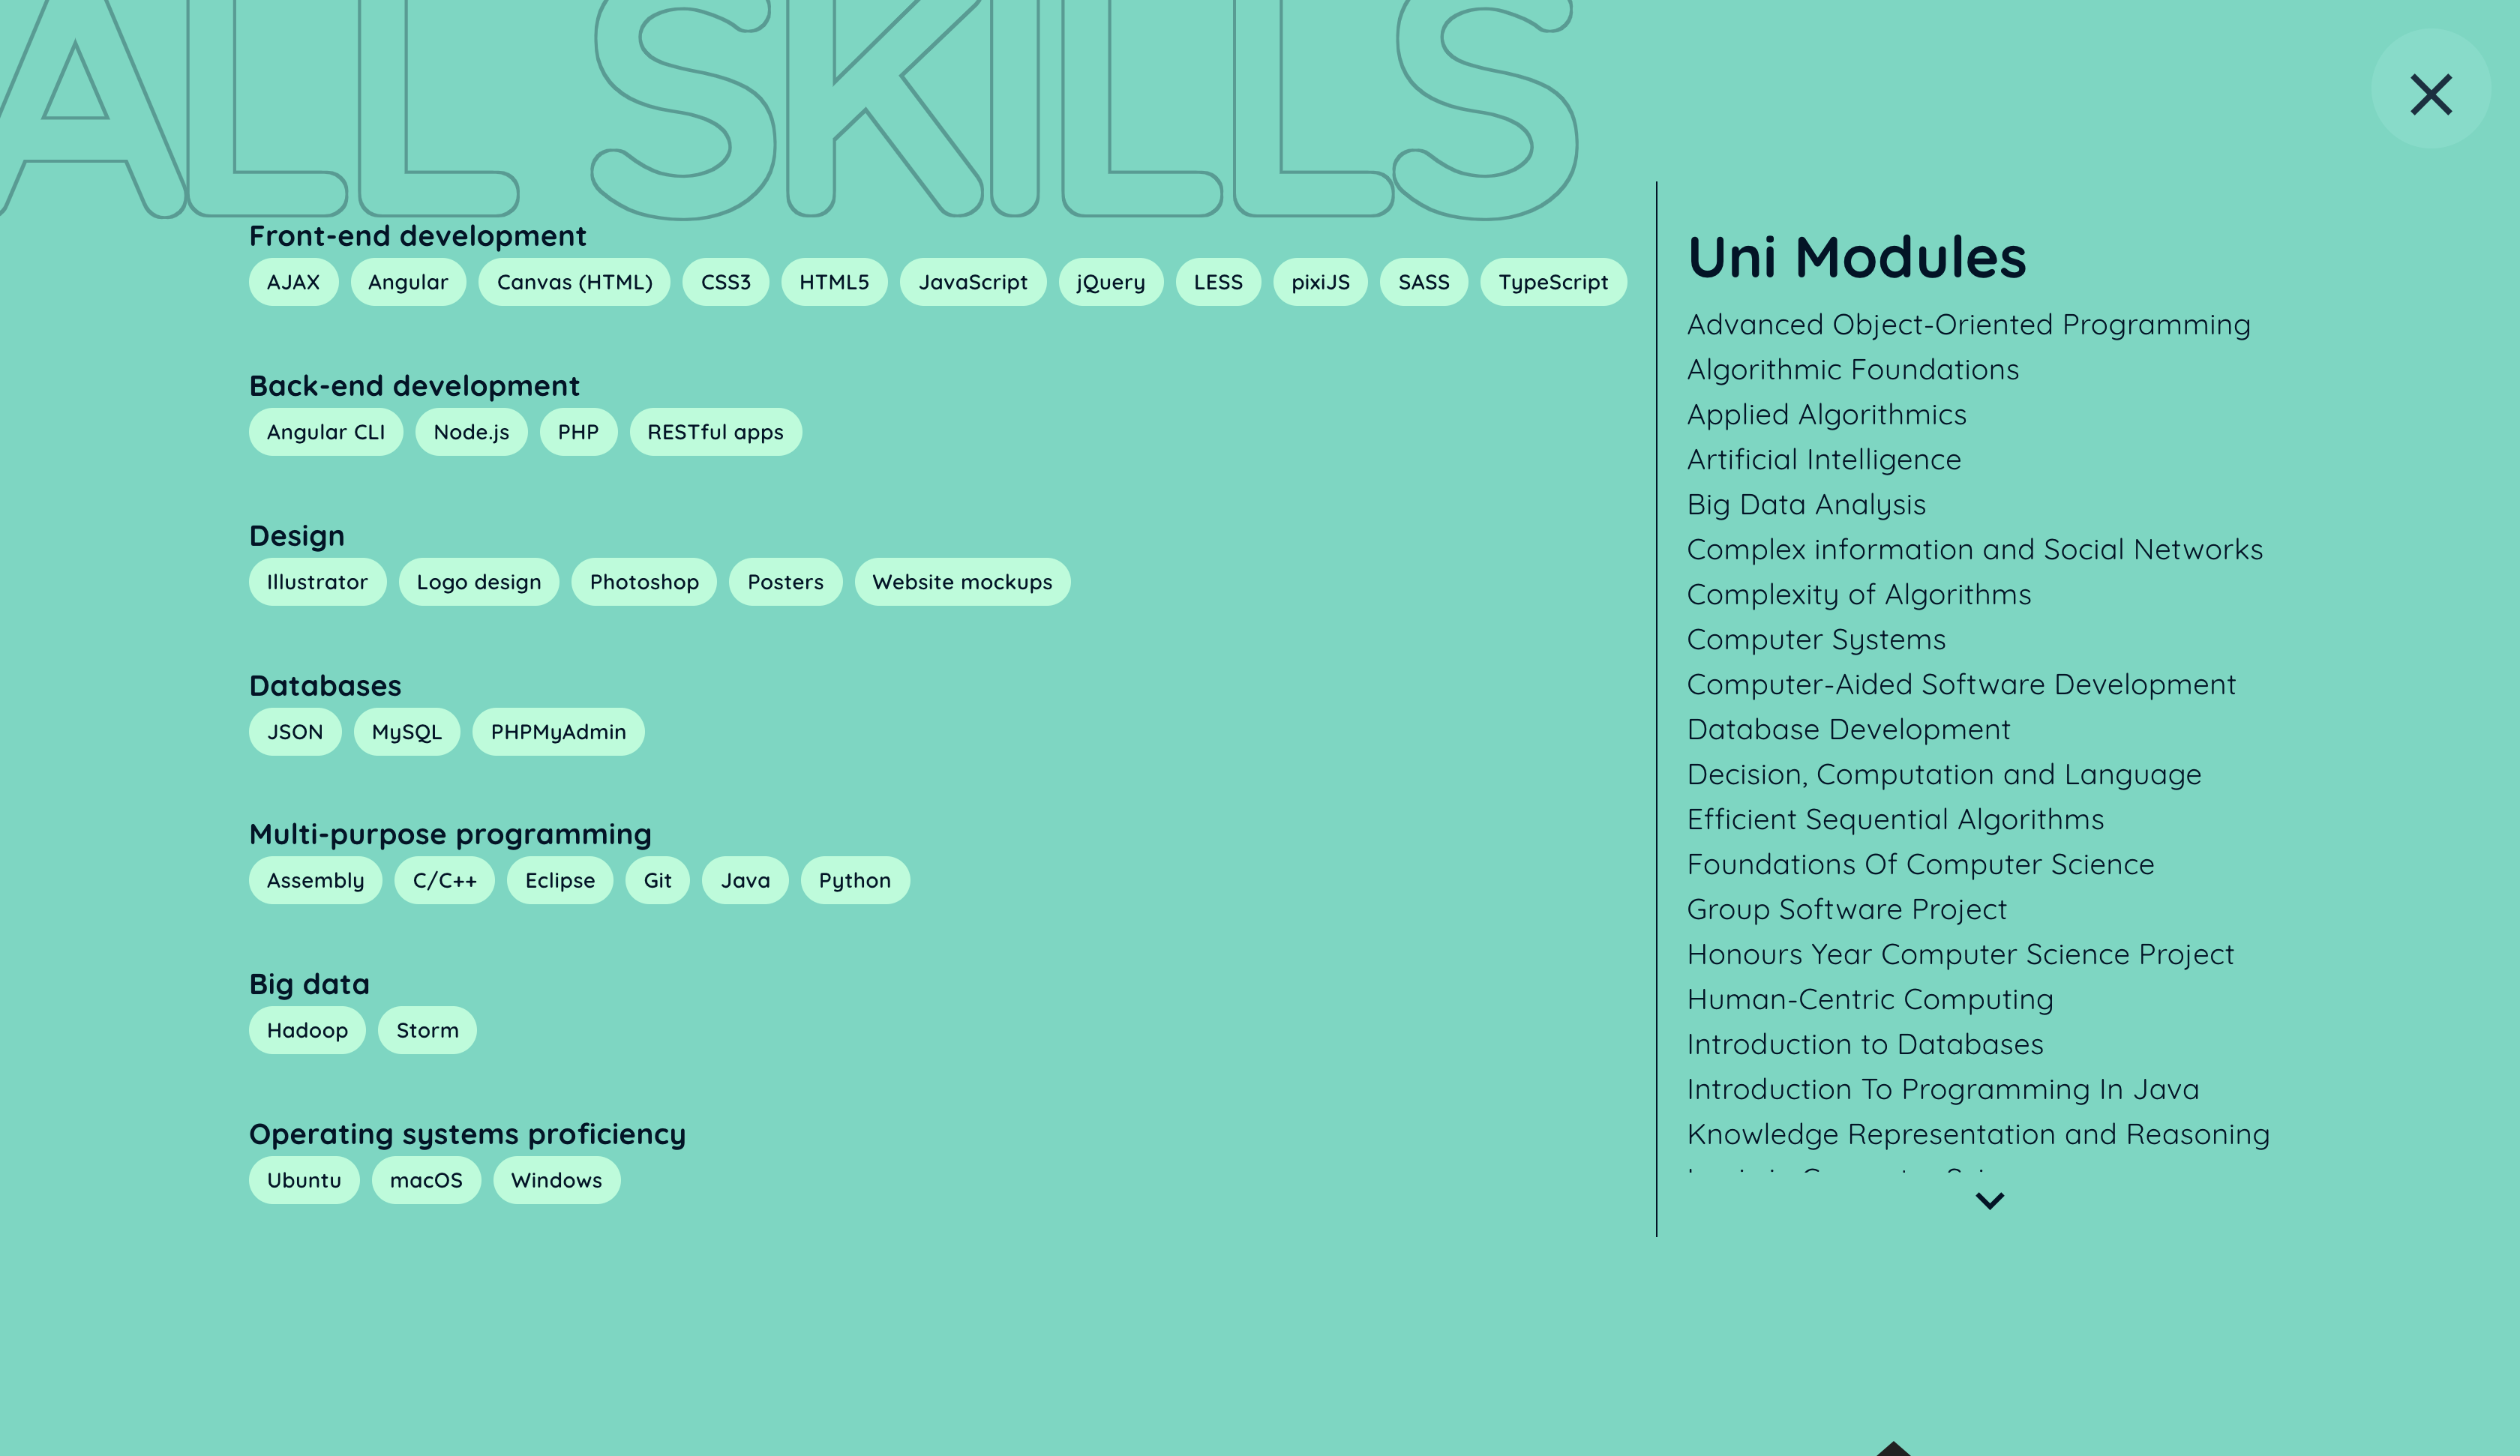 ALL SKILLS
Front-end development
AJAX Angular Canvas (HTML) CSS3 HTML5 JavaScript jQuery LESS pixiJS SASS TypeScript
Back-end development
Angular CLI Node.js PHP RESTful apps
Design
Illustrator Logo design Photoshop Posters Website mockups
Databases
JSON MySQL PHPMyAdmin
Multi-purpose programming
Assembly C/C++ Eclipse Git Java Python
Big data
Hadoop Storm
Operating systems proficiency
Ubuntu macOS Windows
Uni Modules
Advanced Object-Oriented Programming
Algorithmic Foundations
Applied Algorithmics
Artificial Intelligence
Big Data Analysis
Complex information and Social Networks
Complexity of Algorithms
Computer Systems
Computer-Aided Software Development
Database Development
Decision, Computation and Language
Efficient Sequential Algorithms
Foundations Of Computer Science
Group Software Project
Honours Year Computer Science Project
Human-Centric Computing
Introduction to Databases
Introduction To Programming In Java
Knowledge Representation and Reasoning